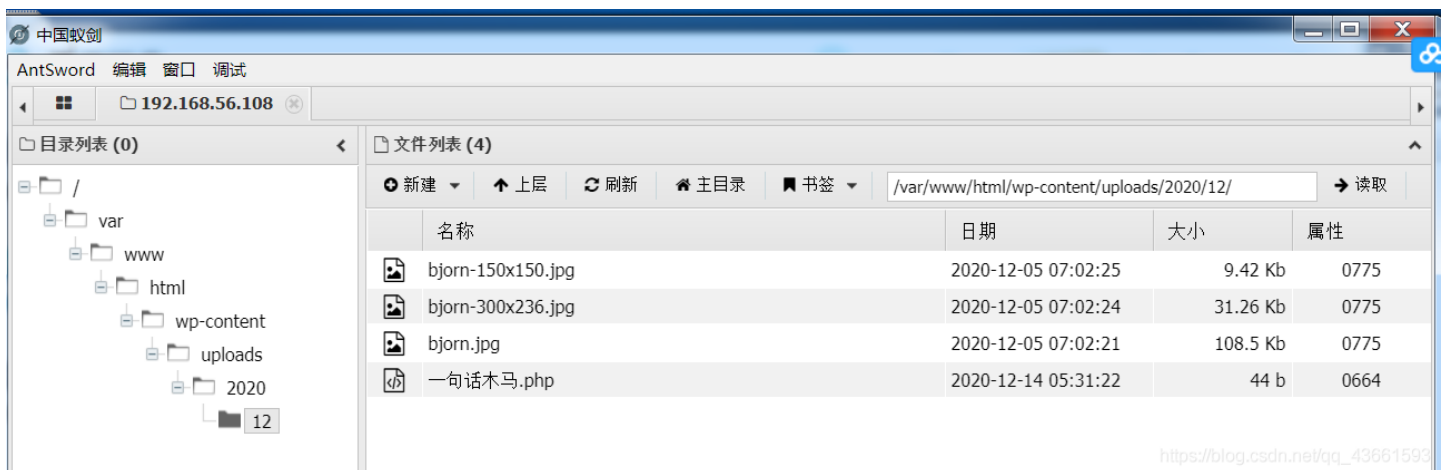 中国蚁剑
AntSword 编辑 窗口 调试
192.168.56.108
目录列表 (0)
文件列表 (4)
新建 上层 刷新 主目录 书签 /var/www/html/wp-content/uploads/2020/12/ 读取
/
var
www
html
wp-content
uploads
2020
12
名称 日期 大小 属性
bjorn-150x150.jpg 2020-12-05 07:02:25 9.42 Kb 0775
bjorn-300x236.jpg 2020-12-05 07:02:24 31.26 Kb 0775
bjorn.jpg 2020-12-05 07:02:21 108.5 Kb 0775
一句话木马.php 2020-12-14 05:31:22 44 b 0664
https://blog.csdn.net/qq_43661593